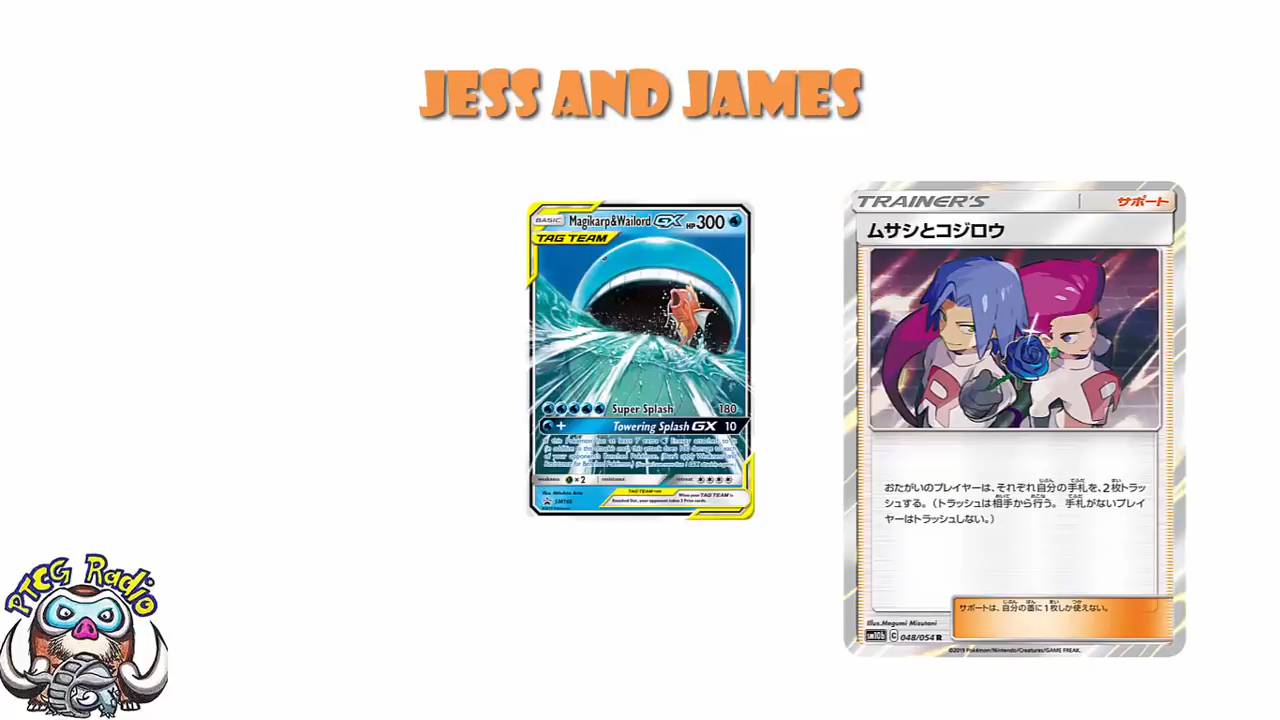 JESS AND JAMES
BASIC Magikarp&Wailord GX HP300
TAG TEAM
Super Splash 180
+ Towering Splash GX 10
weakness ×2 resistance retreat
TAG TEAM rule
SM166
TRAINER'S サポート
ムサシとコジロウ
おたがいのプレイヤーは、それぞれ自分の手札を、2枚トラッ
シュする。（トラッシュは相手から行う。手札がないプレイ
ヤーはトラッシュしない。）
サポートは、自分の番に1枚しか使えない。
Illus.Megumi Mizutani
sm10b C 048/054 R
©2019 Pokémon/Nintendo/Creatures/GAME FREAK.
PTCG Radio